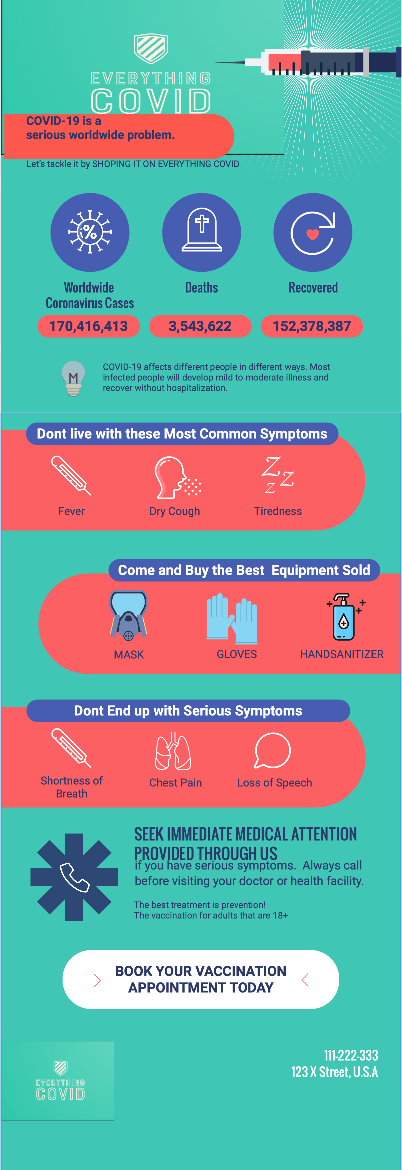 EVERYTHING
COVID
COVID-19 is a
serious worldwide problem.
Let's tackle it by SHOPING IT ON EVERYTHING COVID
Worldwide
Coronavirus Cases
Deaths
Recovered
170,416,413
3,543,622
152,378,387
M
COVID-19 affects different people in different ways. Most
infected people will develop mild to moderate illness and
recover without hospitalization.
Dont live with these Most Common Symptoms
Z Z Z Z
Fever
Dry Cough
Tiredness
Come and Buy the Best Equipment Sold
MASK
GLOVES
HANDSANITIZER
Dont End up with Serious Symptoms
Shortness of
Breath
Chest Pain
Loss of Speech
SEEK IMMEDIATE MEDICAL ATTENTION
PROVIDED THROUGH US
if you have serious symptoms. Always call
before visiting your doctor or health facility.
The best treatment is prevention!
The vaccination for adults that are 18+
BOOK YOUR VACCINATION
APPOINTMENT TODAY
111-222-333
123 X Street, U.S.A
EVERYTHING
COVID